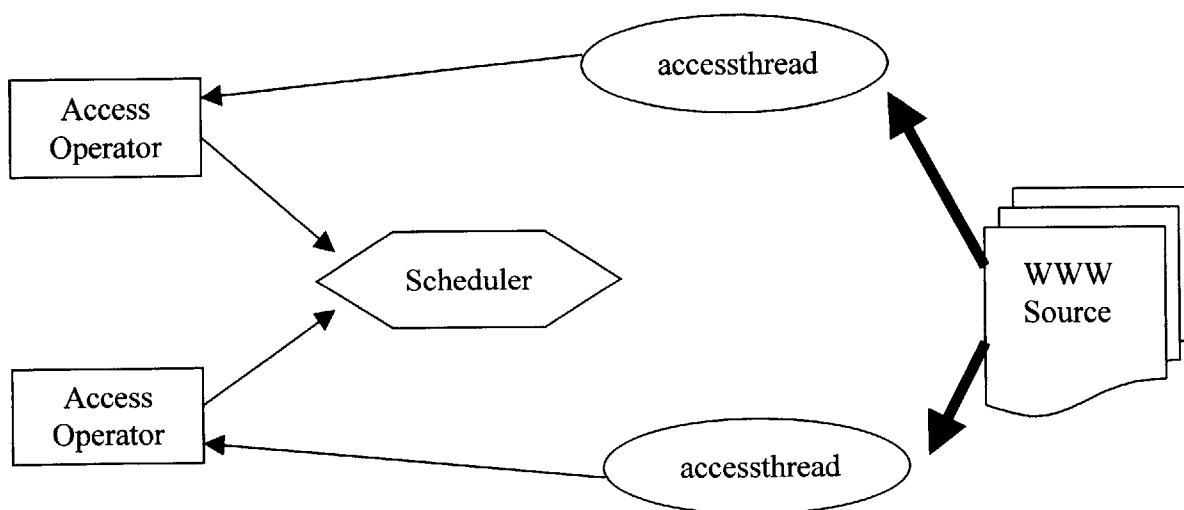 accessthread
Access
Operator
Scheduler
WWW
Source
Access
Operator
accessthread